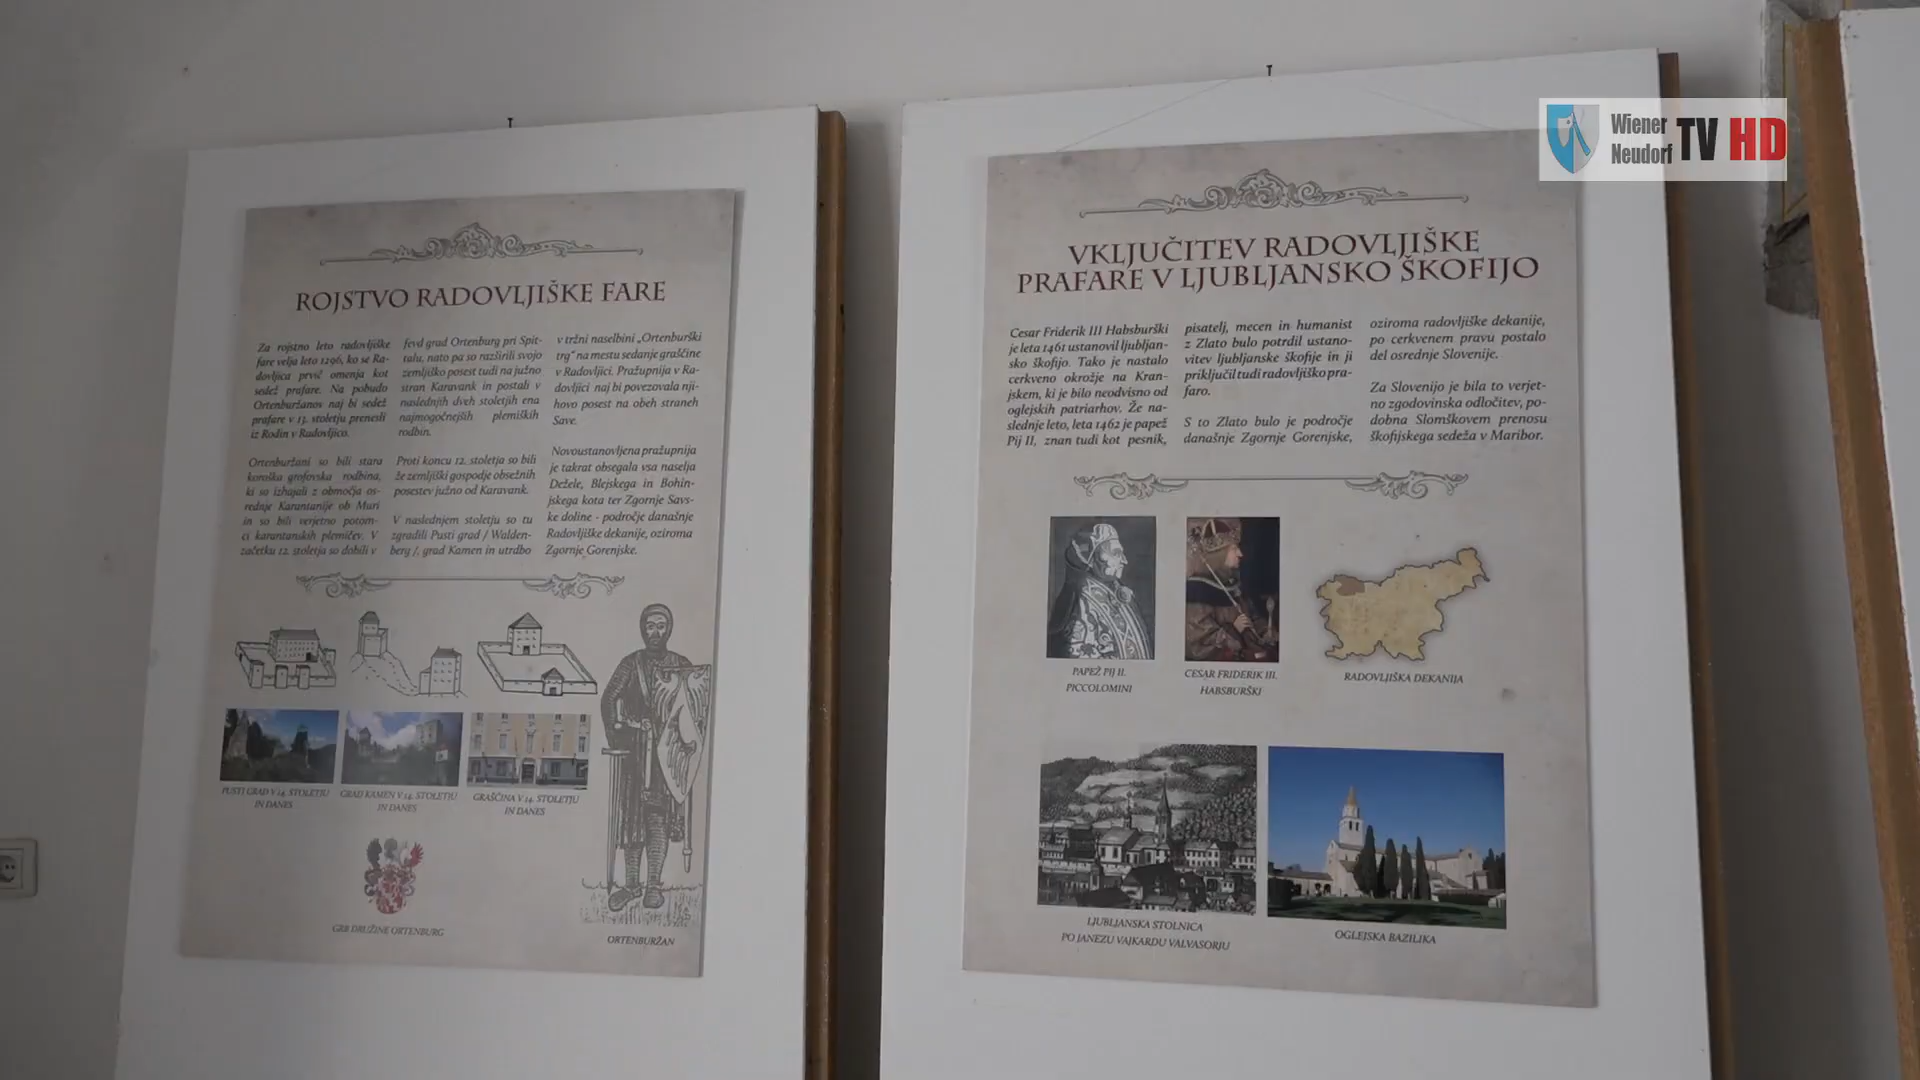 ROJSTVO RADOVLJIŠKE FARE
Za rojstno leto radovljiške
fare velja leto 1296, ko se Ra-
dovljica prvič omenja kot
sedež prafare. Na pobudo
Ortenburžanov naj bi sedež
prafare v 13. stoletju prenesli
iz Rodin v Radovljico.
Ortenburžani so bili stara
koroška grofovska rodbina,
ki so izhajali z območja os-
rednje Karantanije ob Muri
in so bili verjetno potom-
ci karantanskih plemičev. V
začetku 12. stoletja so dobili v
fevd grad Ortenburg pri Spit-
talu, nato pa so razširili svojo
zemljiško posest tudi na južno
stran Karavank in postali v
naslednjih dveh stoletjih ena
najmogočnejših plemiških
rodbin.
Proti koncu 12. stoletja so bili
že zemljiški gospodje obsežnih
posestev južno od Karavank.
V naslednjem stoletju so tu
zgradili Pusti grad / Walden-
berg /, grad Kamen in utrdbo
v tržni naselbini „Ortenburški
trg“ na mestu sedanje graščine
v Radovljici. Pražupnija v Ra-
dovljici naj bi povezovala nji-
hovo posest na obeh straneh
Save.
Novoustanovljena pražupnija
je takrat obsegala vsa naselja
Dežele, Blejskega in Bohin-
jskega kota ter Zgornje Savs-
ke doline - področje današnje
Radovljiške dekanije, oziroma
Zgornje Gorenjske.
PUSTI GRAD V 14. STOLETJU
IN DANES
GRAD KAMEN V 14. STOLETJU
IN DANES
GRAŠČINA V 14. STOLETJU
IN DANES
GRB DRUŽINE ORTENBURG
ORTENBURŽAN
VKLJUČITEV RADOVLJIŠKE
PRAFARE V LJUBLJANSKO ŠKOFIJO
Cesar Friderik III Habsburški
je leta 1461 ustanovil ljubljan-
sko škofijo. Tako je nastalo
cerkveno okrožje na Kran-
jskem, ki je bilo neodvisno od
oglejskih patriarhov. Že na-
slednje leto, leta 1462 je papež
Pij II, znan tudi kot pesnik,
pisatelj, mecen in humanist
z Zlato bulo potrdil ustano-
vitev ljubljanske škofije in ji
priključil tudi radovljiško pra-
faro.
S to Zlato bulo je področje
današnje Zgornje Gorenjske,
oziroma radovljiške dekanije,
po cerkvenem pravu postalo
del osrednje Slovenije.
Za Slovenijo je bila to verjet-
no zgodovinska odločitev, po-
dobna Slomškovem prenosu
škofijskega sedeža v Maribor.
PAPEŽ PIJ II.
PICCOLOMINI
CESAR FRIDERIK III.
HABSBURŠKI
RADOVLJIŠKA DEKANIJA
LJUBLJANSKA STOLNICA
PO JANEZU VAJKARDU VALVASORJU
OGLEJSKA BAZILIKA
Wiener
Neudorf TV HD